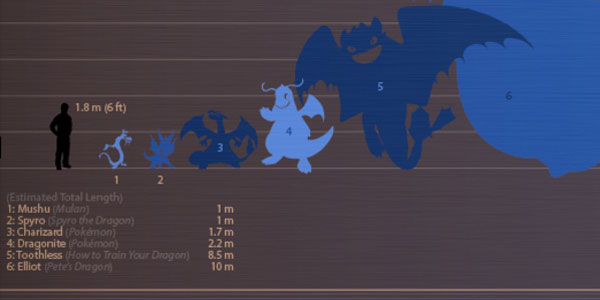 1.8 m (6 ft)
1
2
3
4
5
6
(Estimated Total Length)
1: Mushu (Mulan) 1 m
2: Spyro (Spyro the Dragon) 1 m
3: Charizard (Pokémon) 1.7 m
4: Dragonite (Pokémon) 2.2 m
5: Toothless (How to Train Your Dragon) 8.5 m
6: Elliot (Pete's Dragon) 10 m